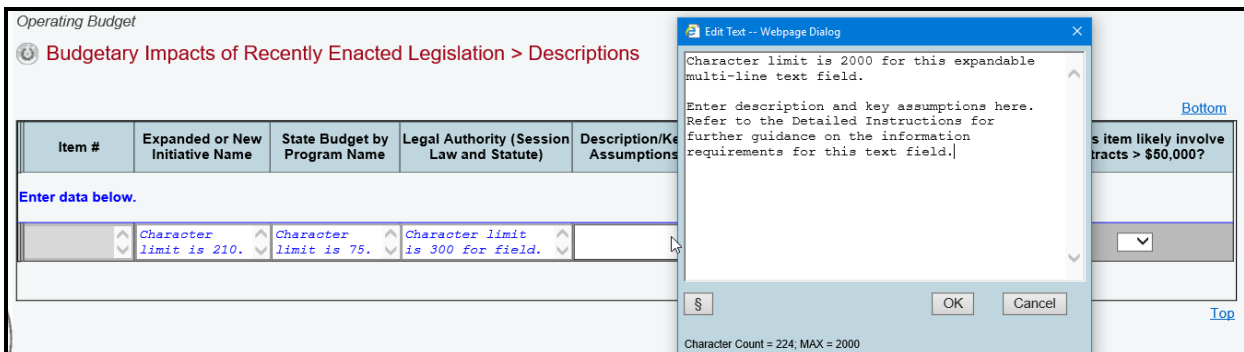 Operating Budget
Budgetary Impacts of Recently Enacted Legislation > Descriptions
Bottom
Item #
Expanded or New
Initiative Name
State Budget by
Program Name
Legal Authority (Session
Law and Statute)
Description/Ke
Assumptions
s item likely involve
tracts > $50,000?
Enter data below.
Character
limit is 210.
Character
limit is 75.
Character limit
is 300 for field.
Top
Edit Text -- Webpage Dialog
Character limit is 2000 for this expandable
multi-line text field.
Enter description and key assumptions here.
Refer to the Detailed Instructions for
further guidance on the information
requirements for this text field.
§
OK
Cancel
Character Count = 224; MAX = 2000